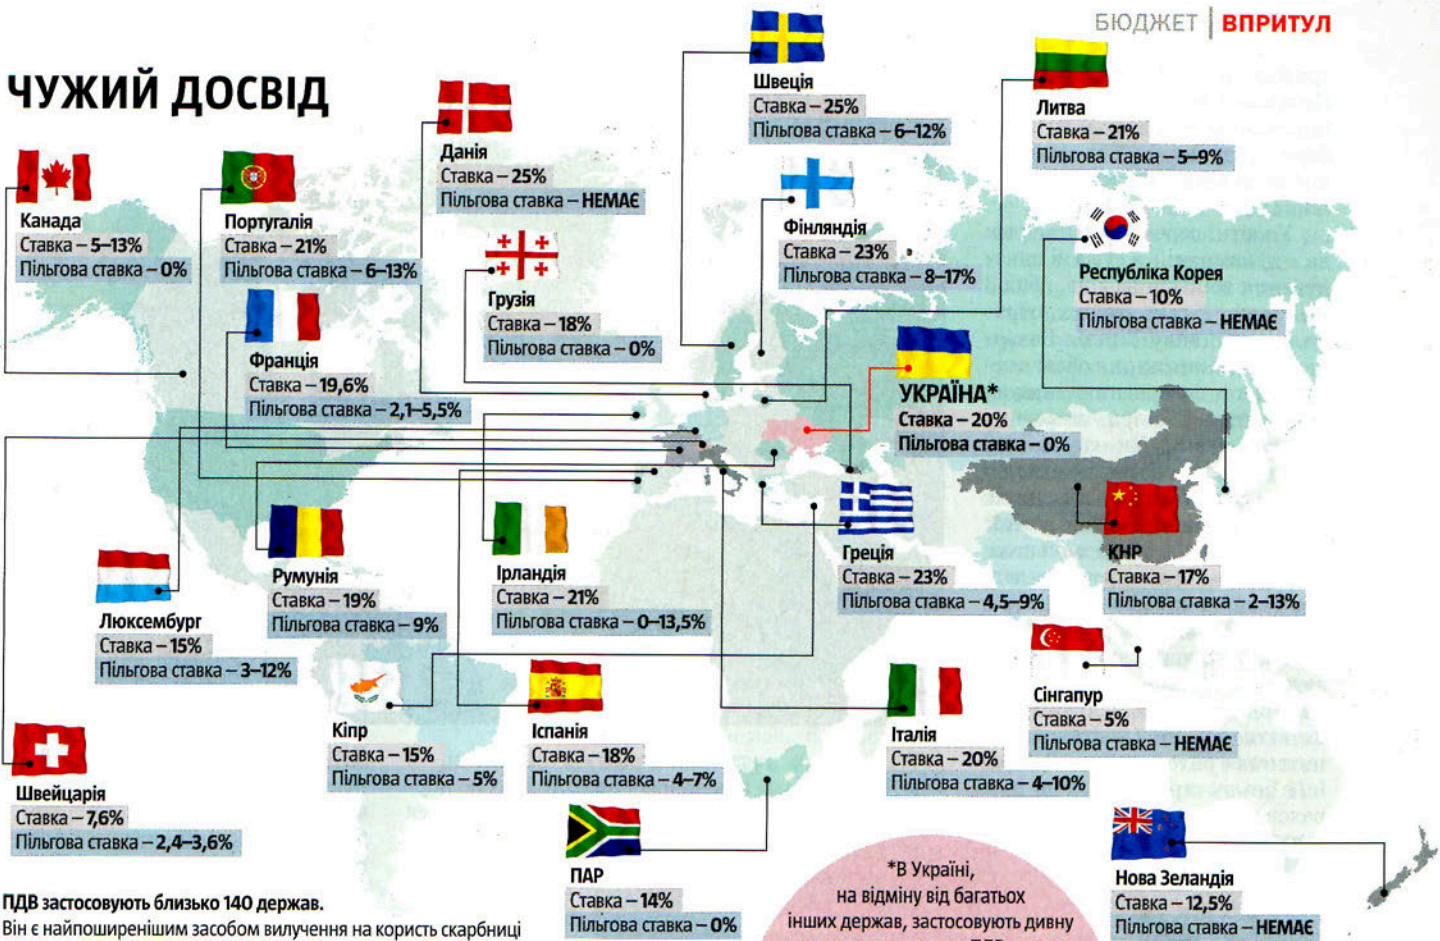 БЮДЖЕТ | ВПРИТУЛ
ЧУЖИЙ ДОСВІД
Канада
Ставка – 5–13%
Пільгова ставка – 0%
Португалія
Ставка – 21%
Пільгова ставка – 6–13%
Данія
Ставка – 25%
Пільгова ставка – НЕМАЄ
Швеція
Ставка – 25%
Пільгова ставка – 6–12%
Литва
Ставка – 21%
Пільгова ставка – 5–9%
Франція
Ставка – 19,6%
Пільгова ставка – 2,1–5,5%
Грузія
Ставка – 18%
Пільгова ставка – 0%
Фінляндія
Ставка – 23%
Пільгова ставка – 8–17%
Республіка Корея
Ставка – 10%
Пільгова ставка – НЕМАЄ
УКРАЇНА*
Ставка – 20%
Пільгова ставка – 0%
Люксембург
Ставка – 15%
Пільгова ставка – 3–12%
Румунія
Ставка – 19%
Пільгова ставка – 9%
Ірландія
Ставка – 21%
Пільгова ставка – 0–13,5%
Греція
Ставка – 23%
Пільгова ставка – 4,5–9%
КНР
Ставка – 17%
Пільгова ставка – 2–13%
Швейцарія
Ставка – 7,6%
Пільгова ставка – 2,4–3,6%
Кіпр
Ставка – 15%
Пільгова ставка – 5%
Іспанія
Ставка – 18%
Пільгова ставка – 4–7%
Італія
Ставка – 20%
Пільгова ставка – 4–10%
Сінгапур
Ставка – 5%
Пільгова ставка – НЕМАЄ
ПАР
Ставка – 14%
Пільгова ставка – 0%
Нова Зеландія
Ставка – 12,5%
Пільгова ставка – НЕМАЄ
ПДВ застосовують близько 140 держав.
Він є найпоширенішим засобом вилучення на користь скарбниці
*В Україні,
на відміну від багатьох
інших держав, застосовують дивну